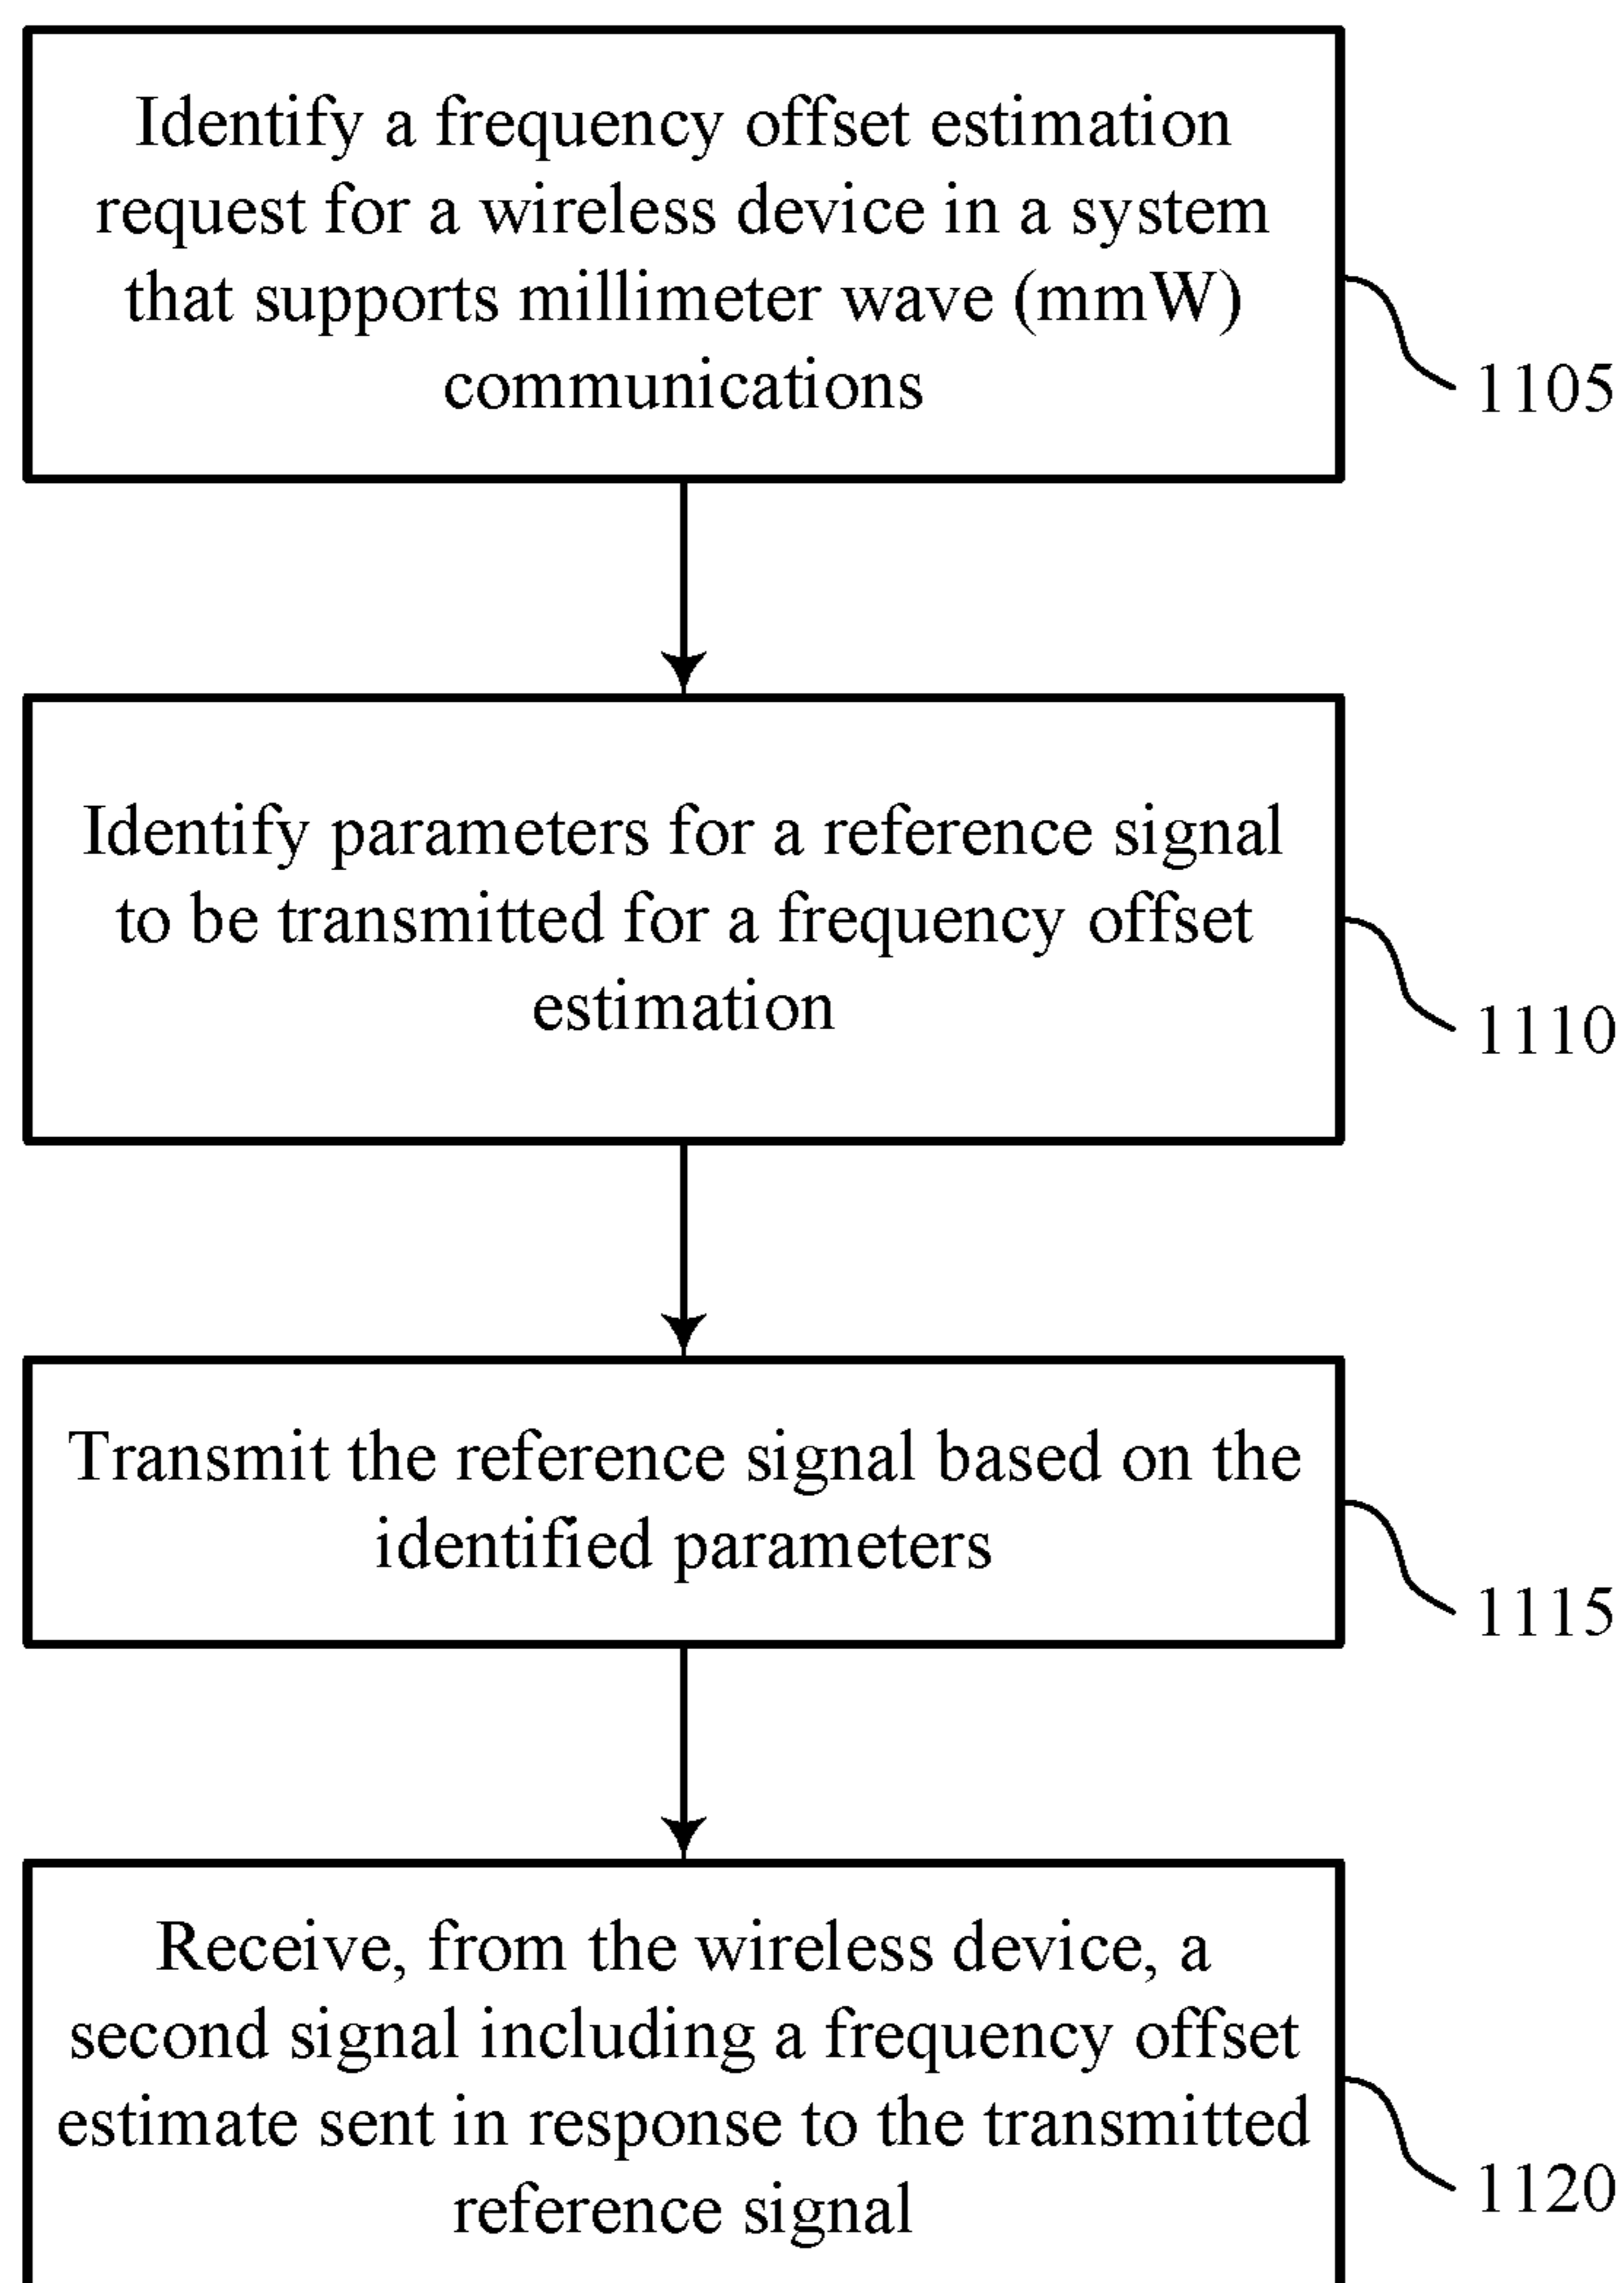 Identify a frequency offset estimation
request for a wireless device in a system
that supports millimeter wave (mmW)
communications
1105
Identify parameters for a reference signal
to be transmitted for a frequency offset
estimation
1110
Transmit the reference signal based on the
identified parameters
1115
Receive, from the wireless device, a
second signal including a frequency offset
estimate sent in response to the transmitted
reference signal
1120